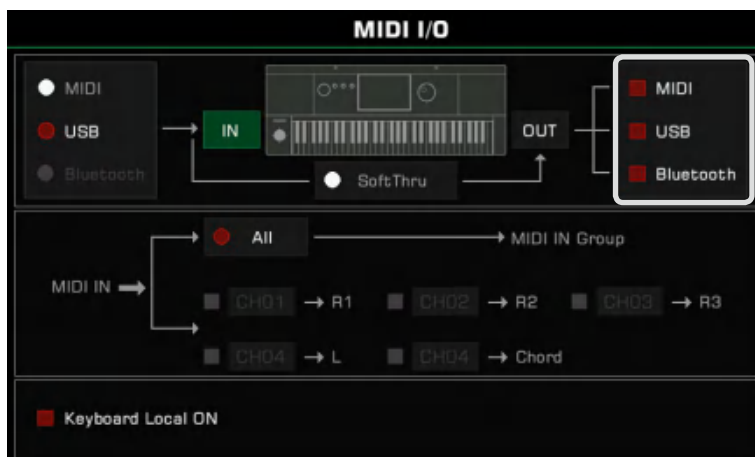 MIDI I/O
MIDI
USB
Bluetooth
IN
OUT
SoftThru
MIDI
USB
Bluetooth
All
MIDI IN Group
MIDI IN
CH01 → R1
CH02 → R2
CH03 → R3
CH04 → L
CH04 → Chord
Keyboard Local ON